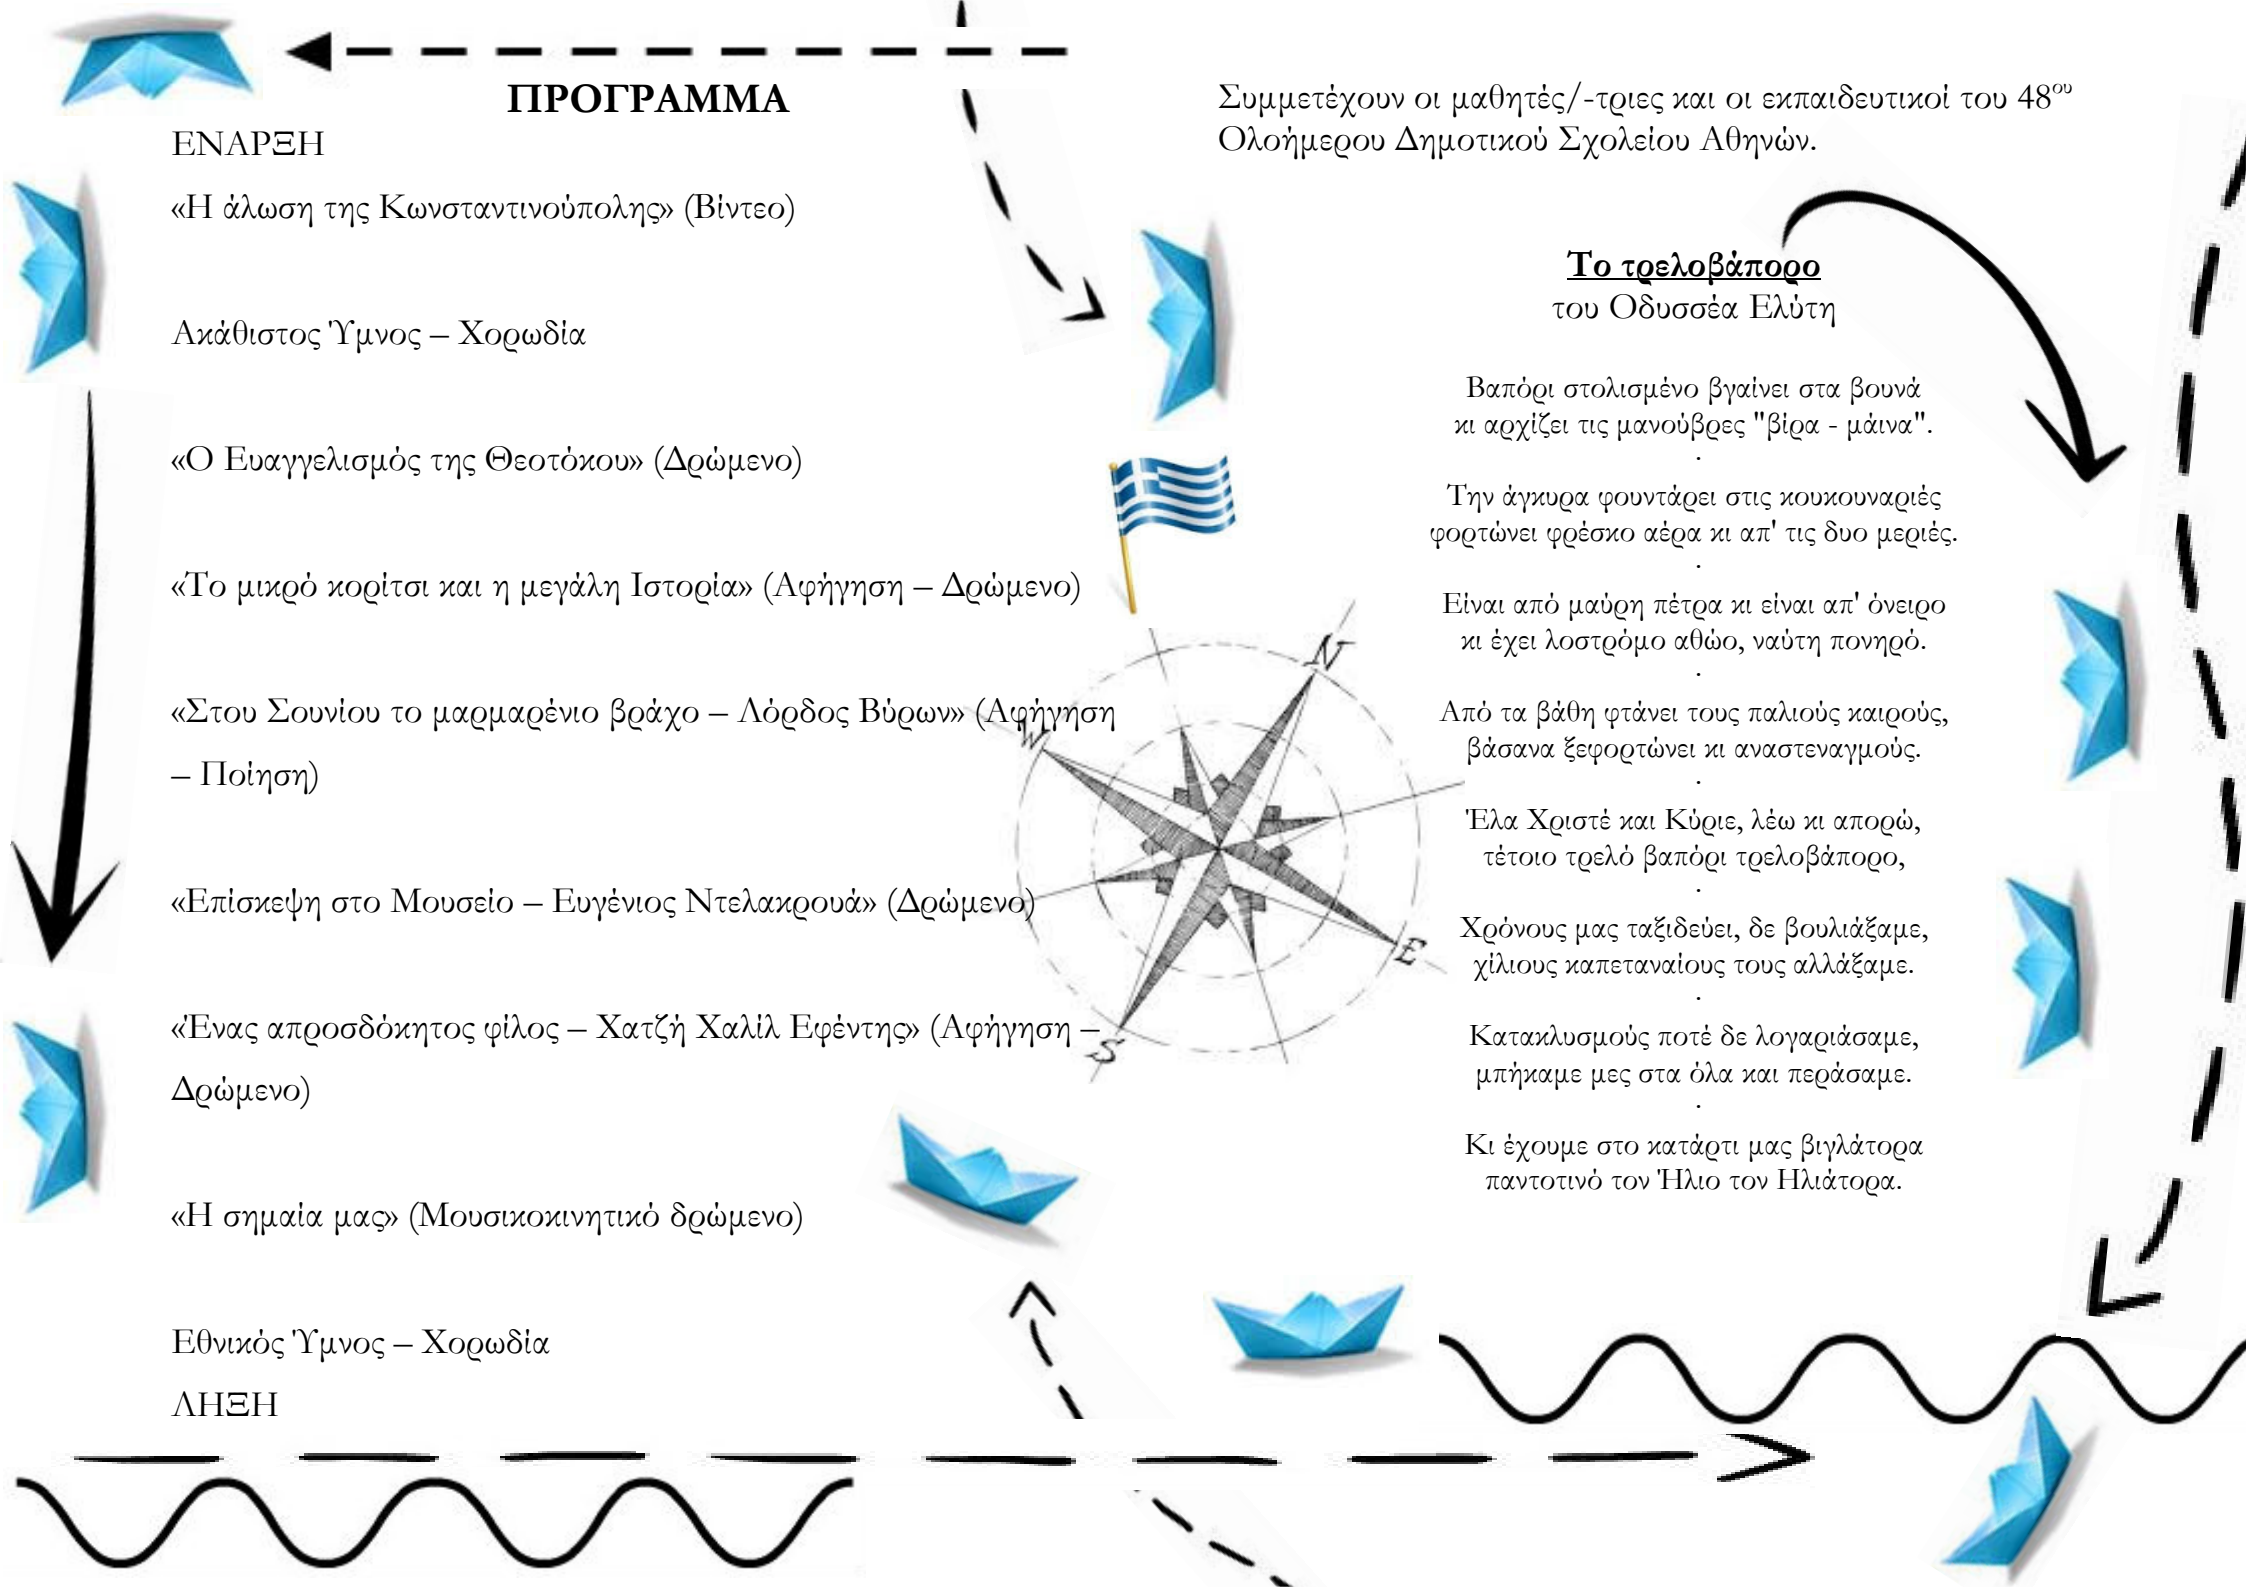 ΠΡΟΓΡΑΜΜΑ
ΕΝΑΡΞΗ
«Η άλωση της Κωνσταντινούπολης» (Βίντεο)
Ακάθιστος Ύμνος – Χορωδία
«Ο Ευαγγελισμός της Θεοτόκου» (Δρώμενο)
«Το μικρό κορίτσι και η μεγάλη Ιστορία» (Αφήγηση – Δρώμενο)
«Στου Σουνίου το μαρμαρένιο βράχο – Λόρδος Βύρων» (Αφήγηση
– Ποίηση)
«Επίσκεψη στο Μουσείο – Ευγένιος Ντελακρουά» (Δρώμενο)
«Ένας απροσδόκητος φίλος – Χατζή Χαλίλ Εφέντης» (Αφήγηση –
Δρώμενο)
«Η σημαία μας» (Μουσικοκινητικό δρώμενο)
Εθνικός Ύμνος – Χορωδία
ΛΗΞΗ
N
W
E
S
Συμμετέχουν οι μαθητές/-τριες και οι εκπαιδευτικοί του 48ου
Ολοήμερου Δημοτικού Σχολείου Αθηνών.
Το τρελοβάπορο
του Οδυσσέα Ελύτη
Βαπόρι στολισμένο βγαίνει στα βουνά
κι αρχίζει τις μανούβρες "βίρα - μάινα".
.
Την άγκυρα φουντάρει στις κουκουναριές
φορτώνει φρέσκο αέρα κι απ' τις δυο μεριές.
.
Είναι από μαύρη πέτρα κι είναι απ' όνειρο
κι έχει λοστρόμο αθώο, ναύτη πονηρό.
.
Από τα βάθη φτάνει τους παλιούς καιρούς,
βάσανα ξεφορτώνει κι αναστεναγμούς.
.
Έλα Χριστέ και Κύριε, λέω κι απορώ,
τέτοιο τρελό βαπόρι τρελοβάπορο,
.
Χρόνους μας ταξιδεύει, δε βουλιάξαμε,
χίλιους καπεταναίους τους αλλάξαμε.
.
Κατακλυσμούς ποτέ δε λογαριάσαμε,
μπήκαμε μες στα όλα και περάσαμε.
.
Κι έχουμε στο κατάρτι μας βιγλάτορα
παντοτινό τον Ήλιο τον Ηλιάτορα.